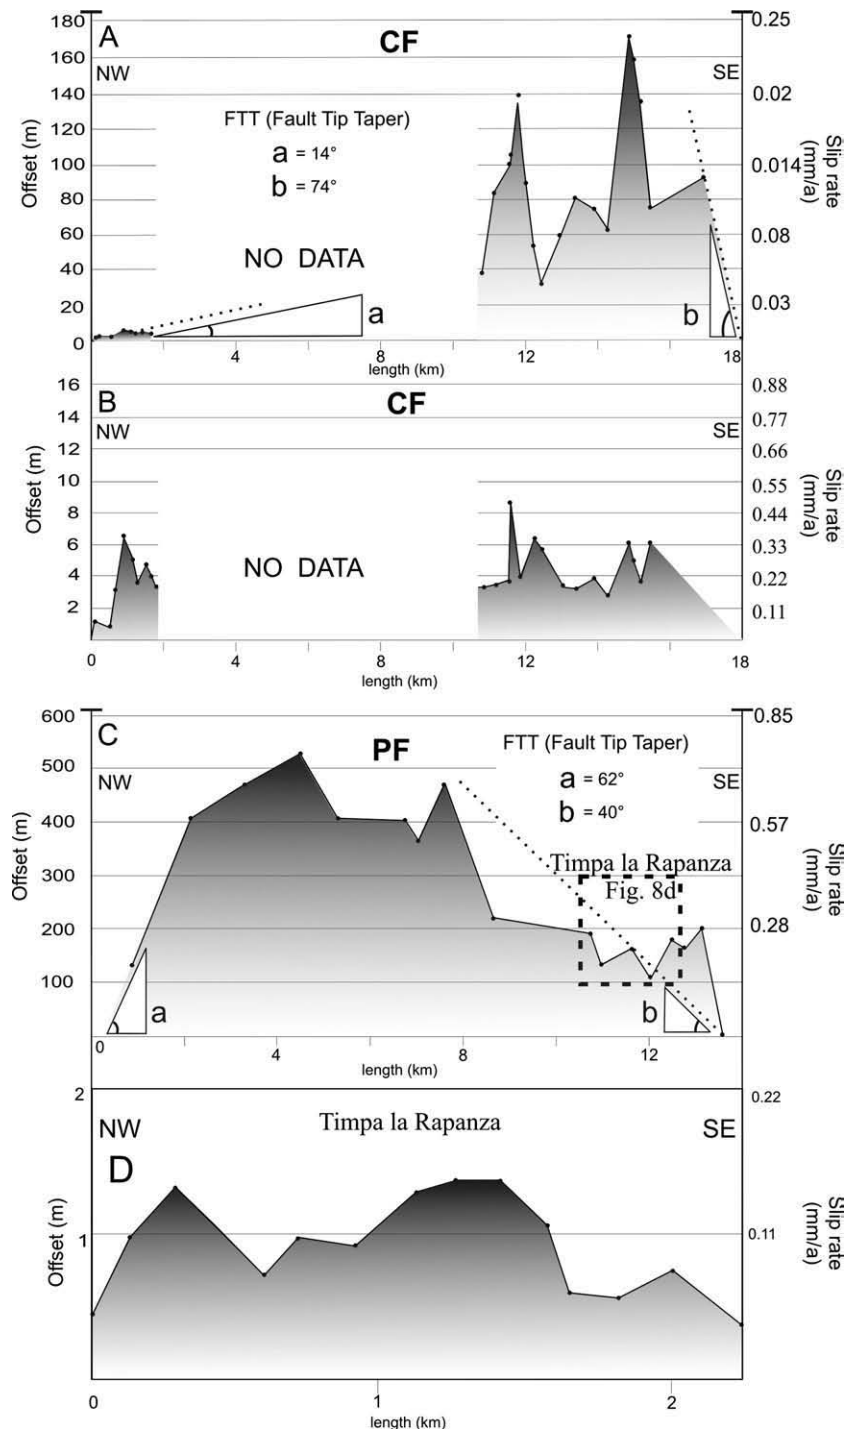 180
A
CF
0.25
160
NW
SE
140
0.02
FTT (Fault Tip Taper)
120
a = 14°
100
0.014
b = 74°
80
60
0.08
40
NO DATA
20
0.03
a
b
0
4
8
12
18
length (km)
Offset (m)
Slip rate
(mm/a)
16
B
CF
0.88
14
0.77
NW
SE
12
0.66
10
0.55
8
0.44
6
0.33
4
NO DATA
0.22
2
0.11
0
4
8
12
18
length (km)
Offset (m)
Slip rate
(mm/a)
600
C
PF
FTT (Fault Tip Taper)
0.85
500
NW
a = 62°
SE
b = 40°
400
0.57
300
Timpa la Rapanza
Fig. 8d
200
0.28
100
a
b
0
4
8
12
length (km)
Offset (m)
Slip rate
(mm/a)
2
0.22
NW
Timpa la Rapanza
SE
D
1
0.11
0
1
2
length (km)
Offset (m)
Slip rate
(mm/a)